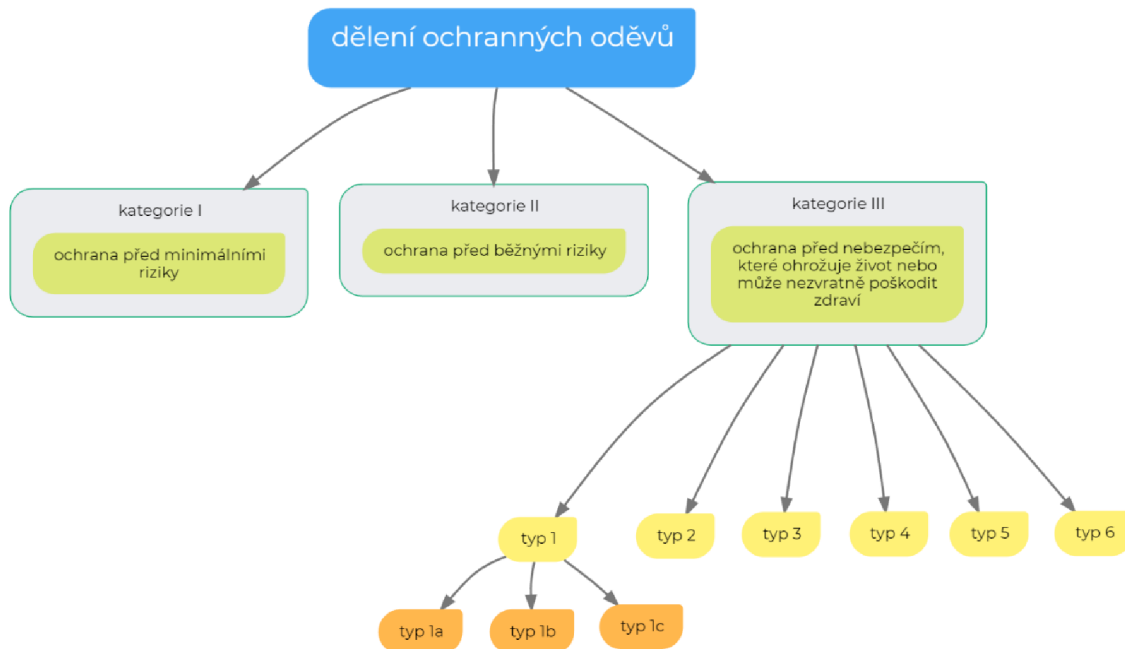 dělení ochranných oděvů
kategorie I
ochrana před minimálními
riziky
kategorie II
ochrana před běžnými riziky
kategorie III
ochrana před nebezpečím,
které ohrožuje život nebo
může nezvratně poškodit
zdraví
typ 1
typ 2
typ 3
typ 4
typ 5
typ 6
typ 1a
typ 1b
typ 1c